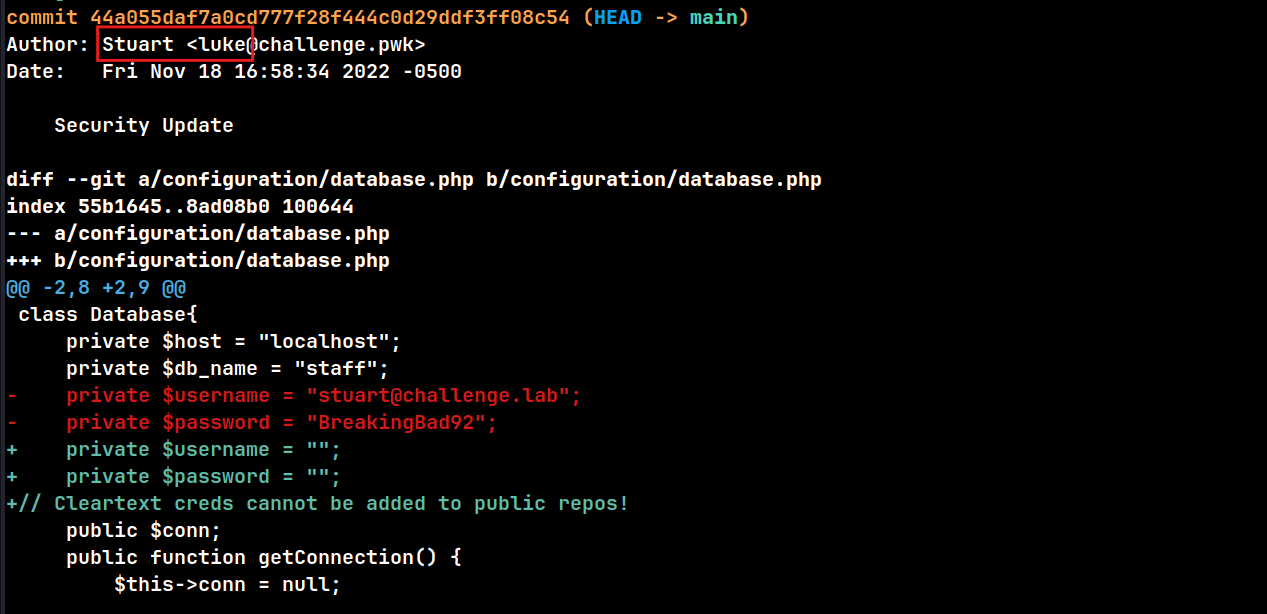 commit 44a055daf7a0cd777f28f444c0d29ddf3ff08c54 (HEAD -> main)
Author: Stuart <luke@challenge.pwk>
Date:   Fri Nov 18 16:58:34 2022 -0500

    Security Update

diff --git a/configuration/database.php b/configuration/database.php
index 55b1645..8ad08b0 100644
--- a/configuration/database.php
+++ b/configuration/database.php
@@ -2,8 +2,9 @@
 class Database{
     private $host = "localhost";
     private $db_name = "staff";
-    private $username = "stuart@challenge.lab";
-    private $password = "BreakingBad92";
+    private $username = "";
+    private $password = "";
+// Cleartext creds cannot be added to public repos!
     public $conn;
     public function getConnection() {
         $this->conn = null;